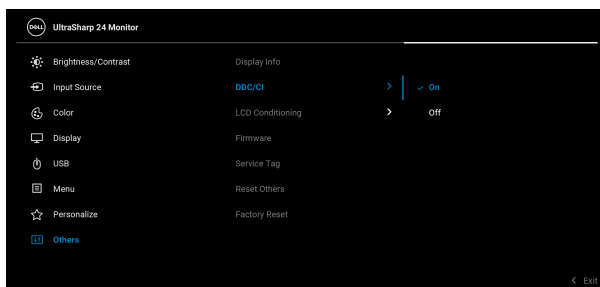 DELL UltraSharp 24 Monitor
Brightness/Contrast Display Info
Input Source DDC/CI > ✓ On
Color LCD Conditioning > Off
Display Firmware
USB Service Tag
Menu Reset Others
Personalize Factory Reset
Others
< Exit